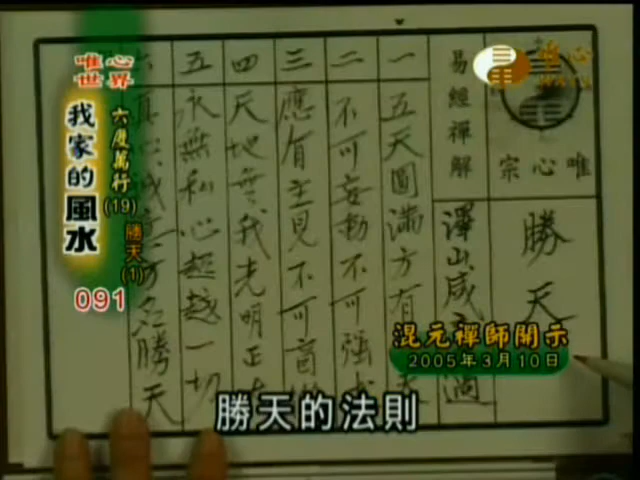 唯心世界
我家的風水
六度萬行
(19)
勝天
(1)
091
唯心宗
勝天
易經禪解
澤山咸
過
一 五天圓滿方有
二 不可妄動不可強
三 應有主見不可盲
四 天地無我光明正
五 永無私心超越一切
六
勝天
混元禪師開示
2005年3月10日
勝天的法則